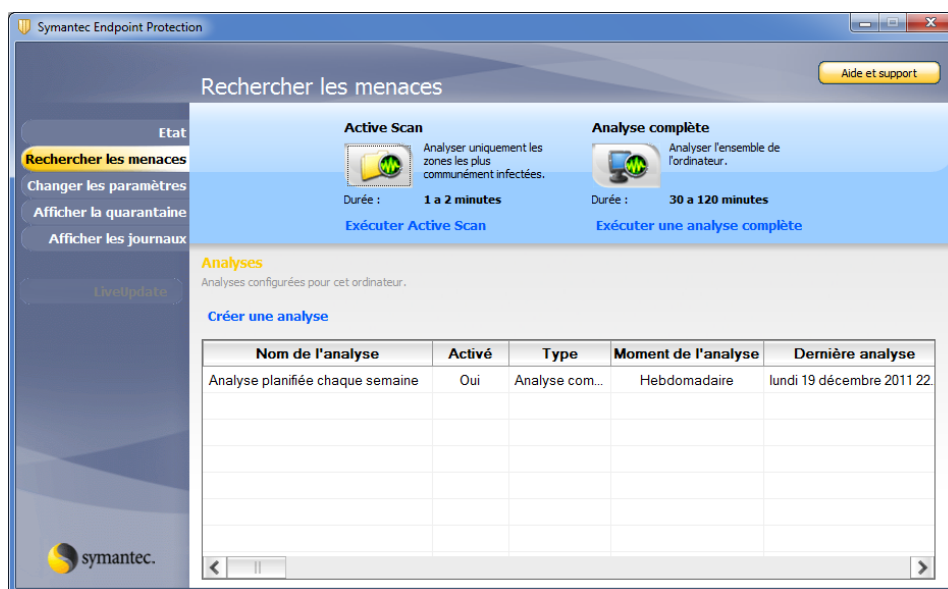 Symantec Endpoint Protection
Rechercher les menaces
Aide et support
Etat
Rechercher les menaces
Changer les paramètres
Afficher la quarantaine
Afficher les journaux
LiveUpdate
Active Scan
Analyser uniquement les
zones les plus
communément infectées.
Durée : 1 a 2 minutes
Exécuter Active Scan
Analyse complète
Analyser l'ensemble de
l'ordinateur.
Durée : 30 a 120 minutes
Exécuter une analyse complète
Analyses
Analyses configurées pour cet ordinateur.
Créer une analyse
Nom de l'analyse Activé Type Moment de l'analyse Dernière analyse
Analyse planifiée chaque semaine Oui Analyse com... Hebdomadaire lundi 19 décembre 2011 22.
symantec.